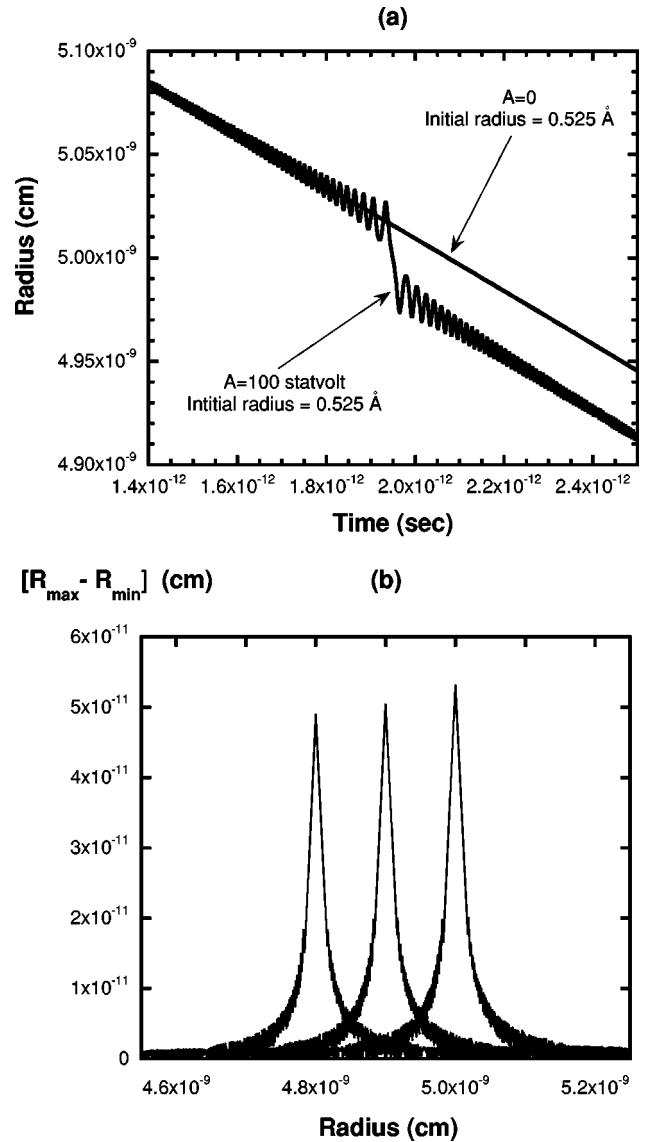 (a)
5.10x10⁻⁹
5.05x10⁻⁹
5.00x10⁻⁹
4.95x10⁻⁹
4.90x10⁻⁹
Radius (cm)
A=0
Initial radius = 0.525 Å
A=100 statvolt
Intitial radius = 0.525 Å
1.4x10⁻¹² 1.6x10⁻¹² 1.8x10⁻¹² 2.0x10⁻¹² 2.2x10⁻¹² 2.4x10⁻¹²
Time (sec)
[Rmax- Rmin] (cm) (b)
6x10⁻¹¹
5x10⁻¹¹
4x10⁻¹¹
3x10⁻¹¹
2x10⁻¹¹
1x10⁻¹¹
0
4.6x10⁻⁹ 4.8x10⁻⁹ 5.0x10⁻⁹ 5.2x10⁻⁹
Radius (cm)